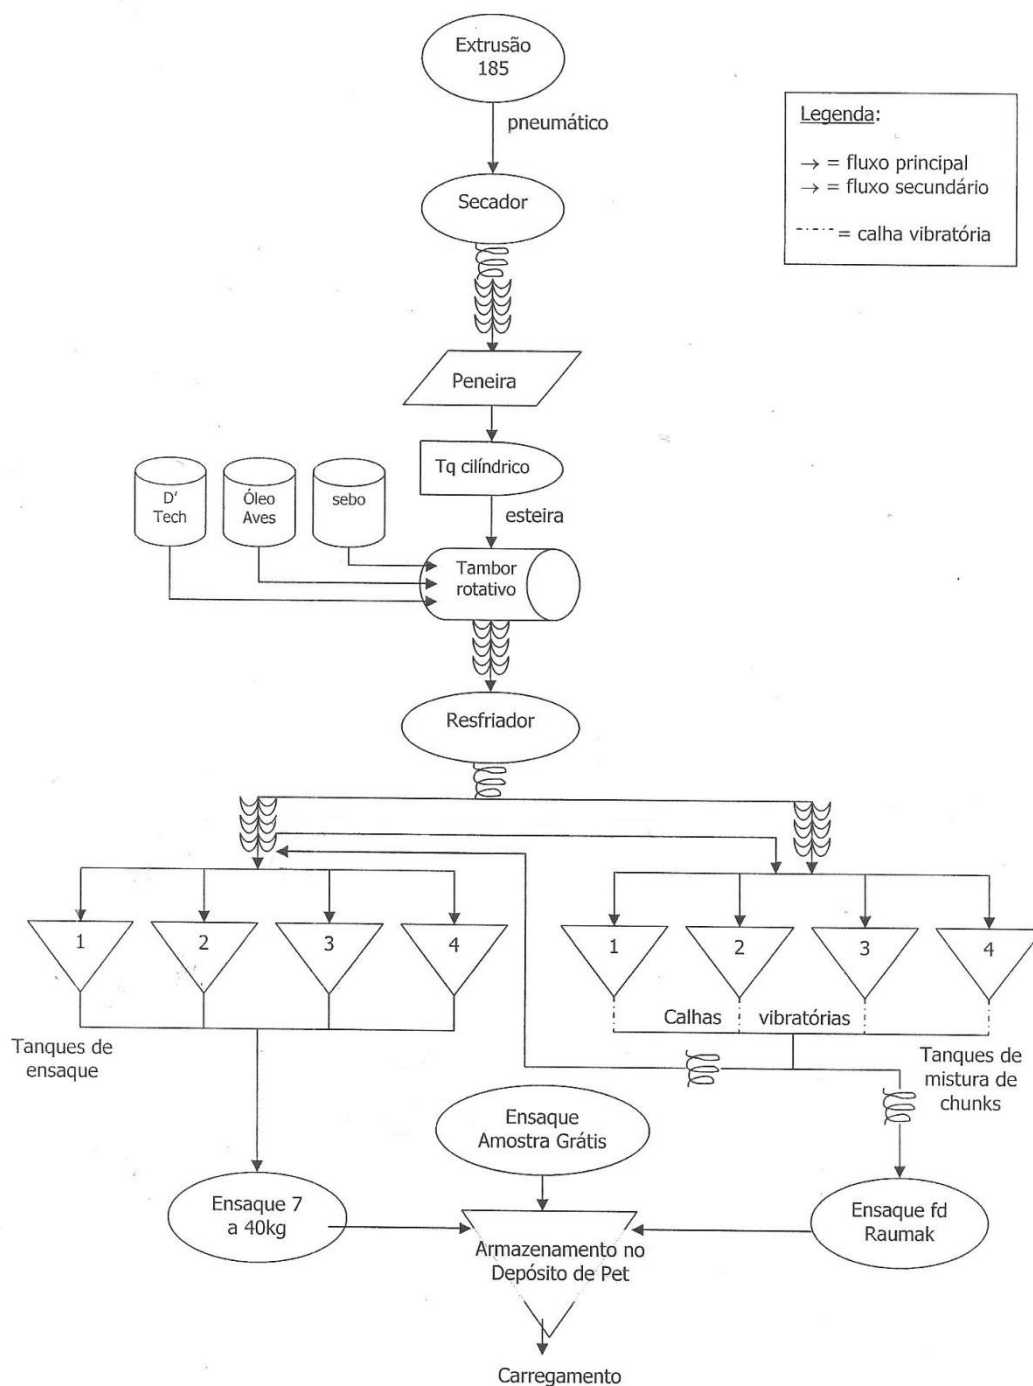 Extrusão
185
pneumático
Legenda:
→ = fluxo principal
→ = fluxo secundário
-·-·-·- = calha vibratória
Secador
Peneira
Tq cilíndrico
D'
Tech
Óleo
Aves
sebo
esteira
Tambor
rotativo
Resfriador
1
2
3
4
1
2
3
4
Calhas
vibratórias
Tanques de
ensaque
Tanques de
mistura de
chunks
Ensaque
Amostra Grátis
Ensaque 7
a 40kg
Ensaque fd
Raumak
Armazenamento no
Depósito de Pet
Carregamento